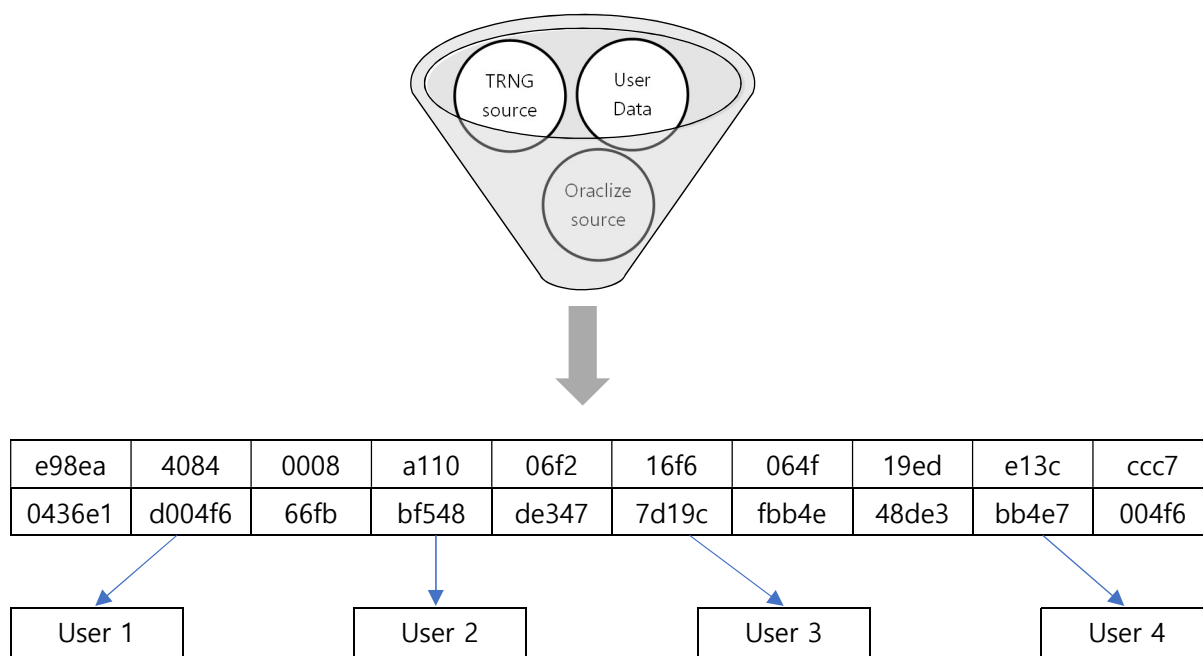 TRNG
source
User
Data
Oraclize
source
e98ea 4084 0008 a110 06f2 16f6 064f 19ed e13c ccc7
0436e1 d004f6 66fb bf548 de347 7d19c fbb4e 48de3 bb4e7 004f6
User 1 User 2 User 3 User 4